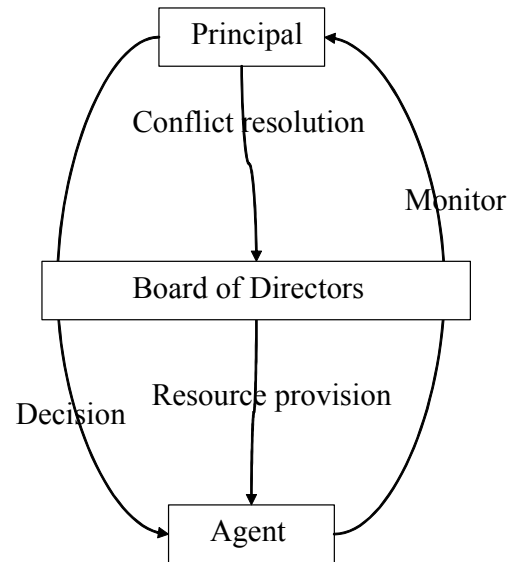 Principal
Conflict resolution
Monitor
Board of Directors
Resource provision
Decision
Agent